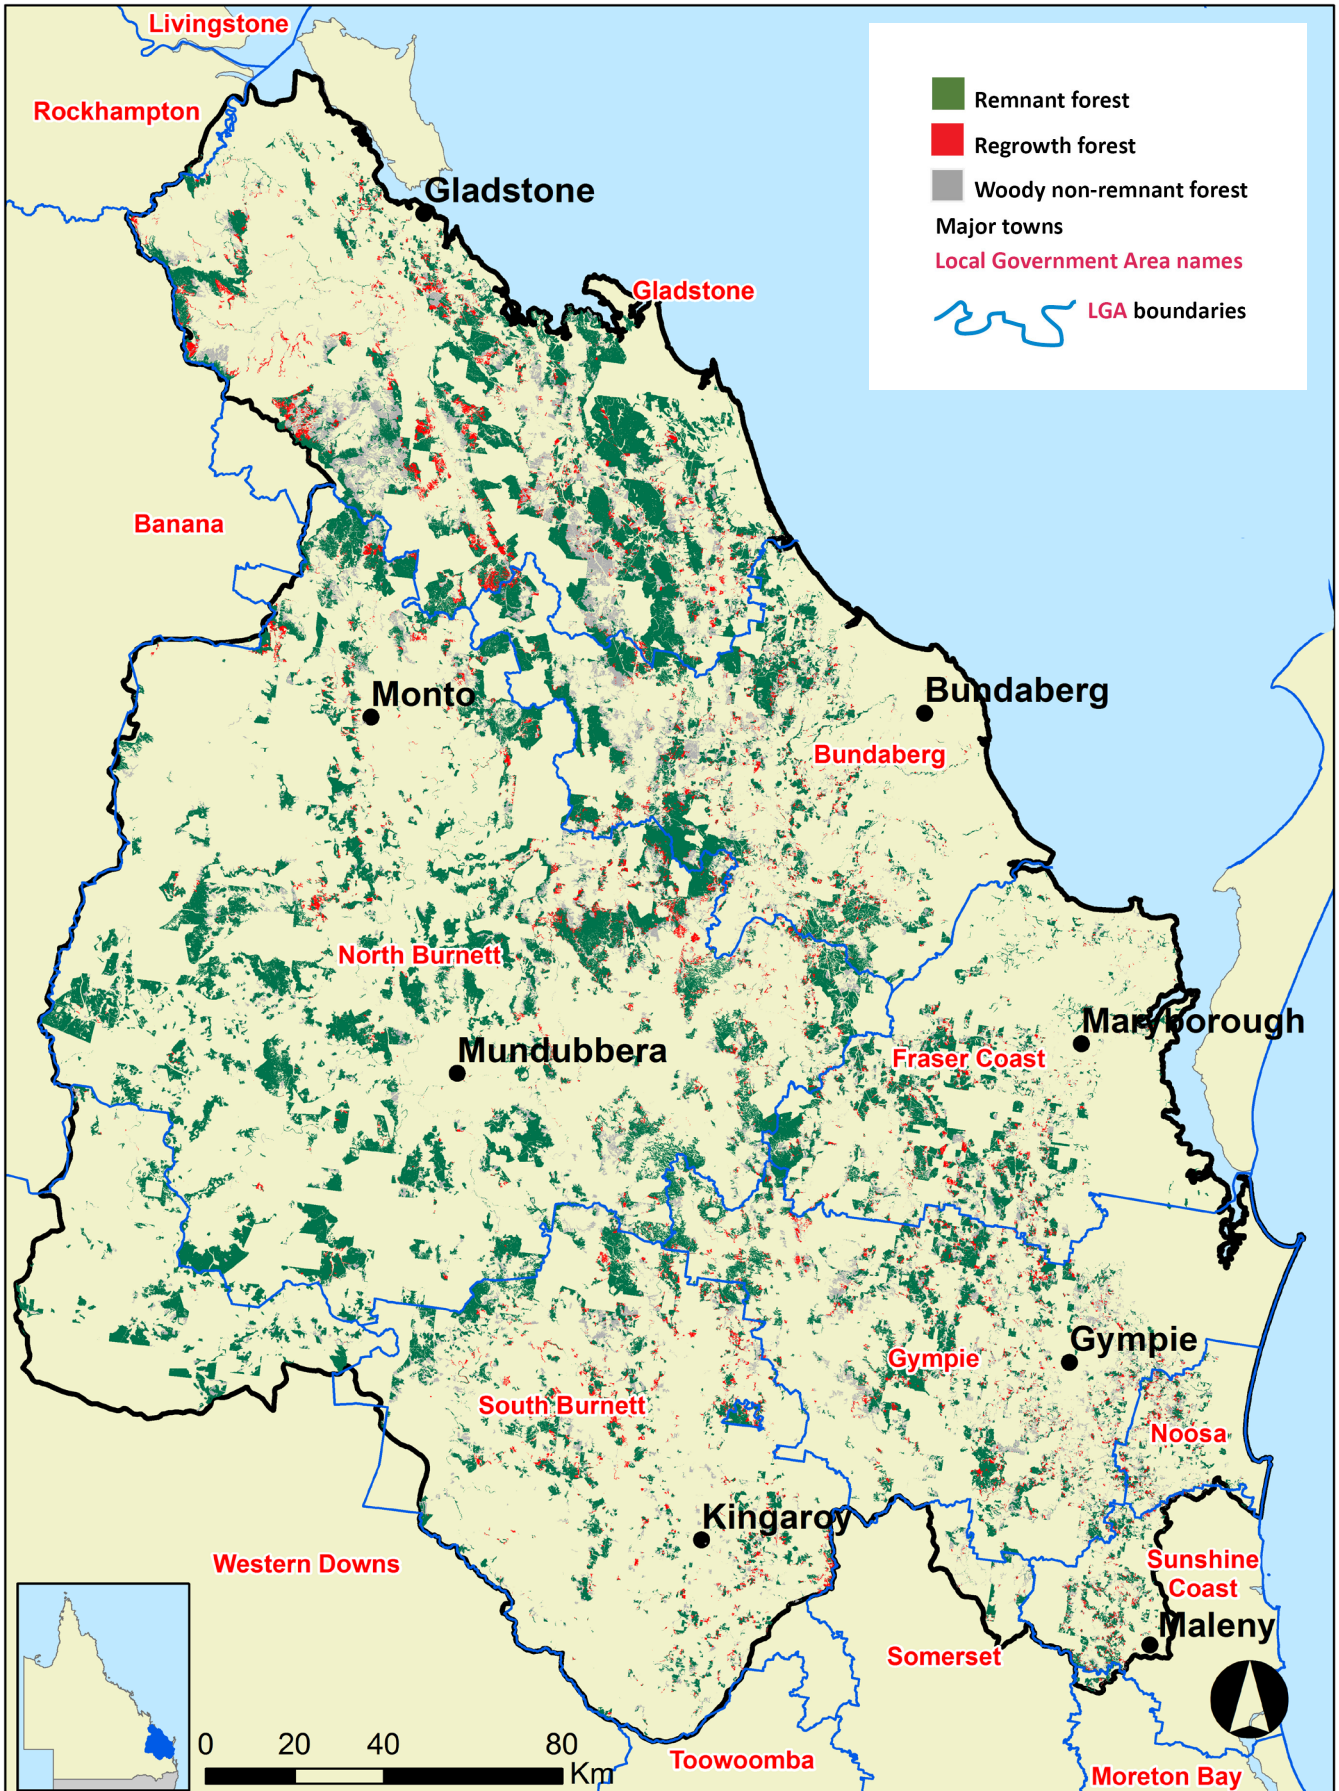 Livingstone
Rockhampton
Remnant forest
Regrowth forest
Woody non-remnant forest
Major towns
Local Government Area names
LGA boundaries
Gladstone
Gladstone
Banana
Monto
Bundaberg
Bundaberg
North Burnett
Maryborough
Mundubbera
Fraser Coast
Gympie
Gympie
South Burnett
Noosa
Kingaroy
Western Downs
Sunshine
Coast
Maleny
Somerset
0 20 40 80
Km
Toowoomba
Moreton Bay